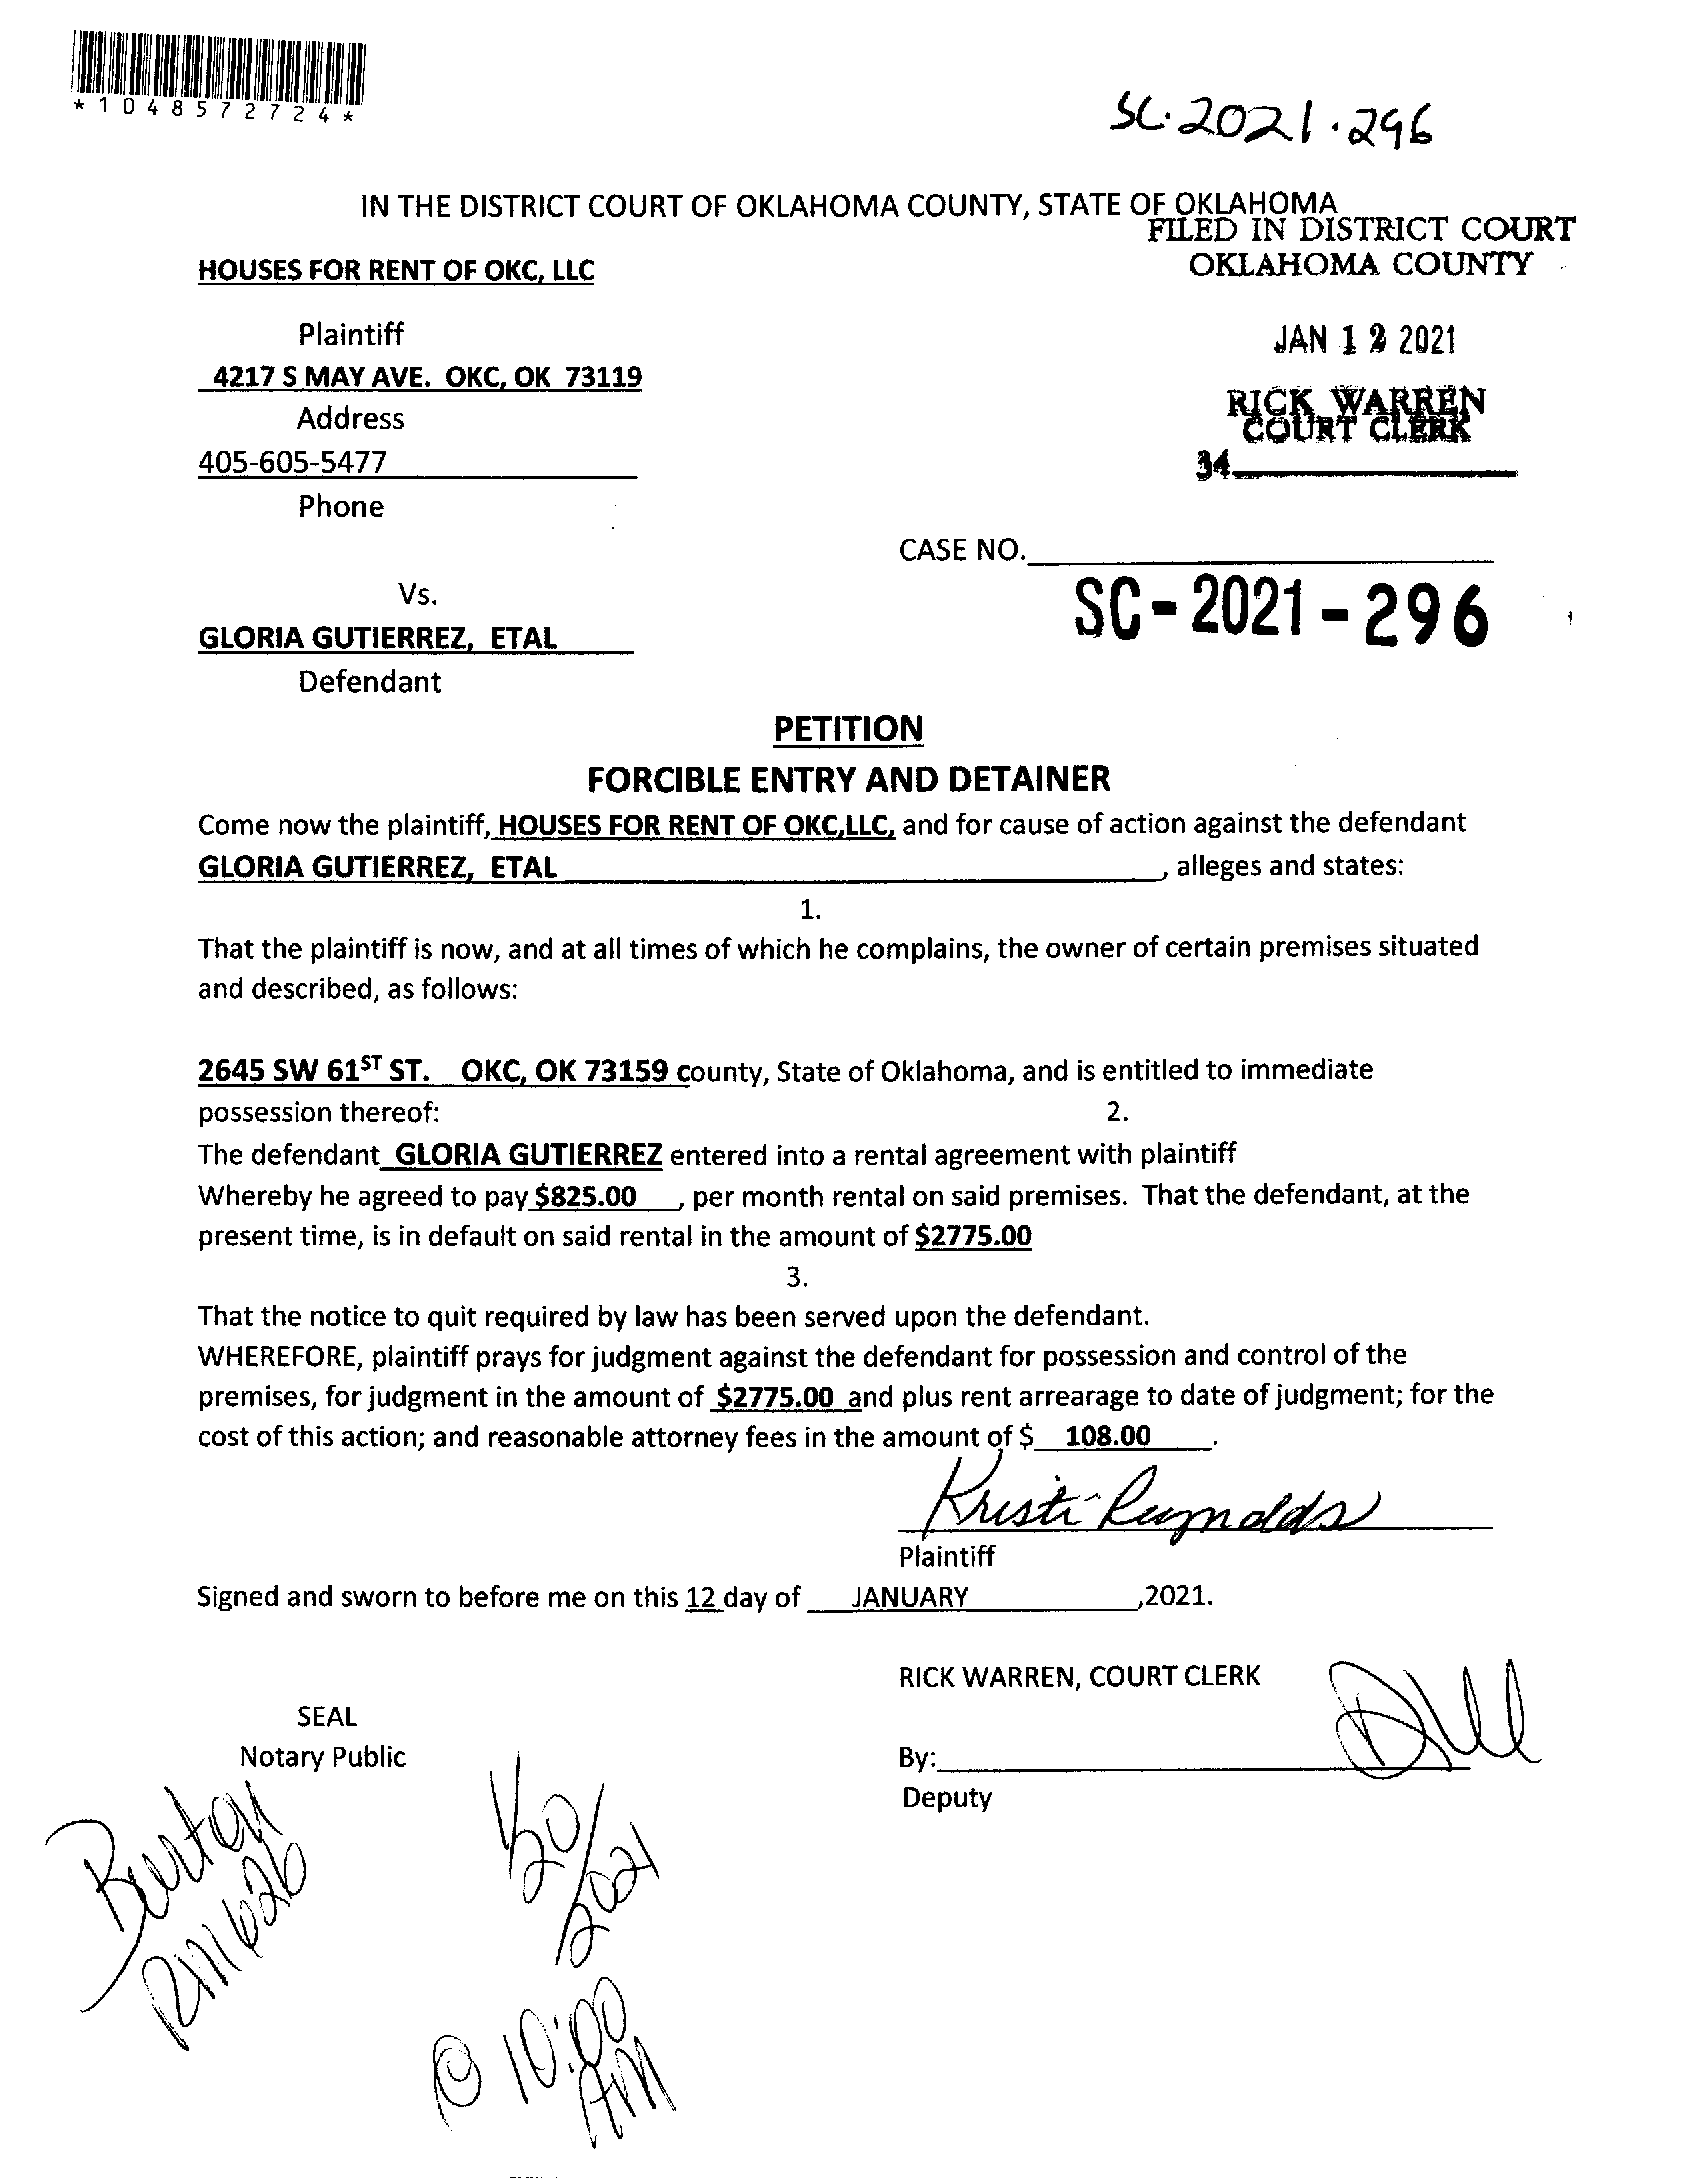 *1048572724*
SC-2021-296
IN THE DISTRICT COURT OF OKLAHOMA COUNTY, STATE OF OKLAHOMA
FILED IN DISTRICT COURT
OKLAHOMA COUNTY
HOUSES FOR RENT OF OKC, LLC
Plaintiff
JAN 12 2021
4217 S MAY AVE. OKC, OK 73119
Address
RICK WARREN
COURT CLERK
405-605-5477
34
Phone
CASE NO.
Vs.
SC-2021-296
GLORIA GUTIERREZ, ETAL
Defendant
PETITION
FORCIBLE ENTRY AND DETAINER
Come now the plaintiff, HOUSES FOR RENT OF OKC,LLC, and for cause of action against the defendant
GLORIA GUTIERREZ, ETAL , alleges and states:
1.
That the plaintiff is now, and at all times of which he complains, the owner of certain premises situated
and described, as follows:
2645 SW 61ST ST. OKC, OK 73159 county, State of Oklahoma, and is entitled to immediate
possession thereof: 2.
The defendant GLORIA GUTIERREZ entered into a rental agreement with plaintiff
Whereby he agreed to pay $825.00 , per month rental on said premises. That the defendant, at the
present time, is in default on said rental in the amount of $2775.00
3.
That the notice to quit required by law has been served upon the defendant.
WHEREFORE, plaintiff prays for judgment against the defendant for possession and control of the
premises, for judgment in the amount of $2775.00 and plus rent arrearage to date of judgment; for the
cost of this action; and reasonable attorney fees in the amount of $ 108.00 .
Kristi Reynolds
Plaintiff
Signed and sworn to before me on this 12 day of JANUARY ,2021.
RICK WARREN, COURT CLERK
SEAL
Notary Public
By:
Deputy
Burton
RM 626
2021
@ 10:00
AM